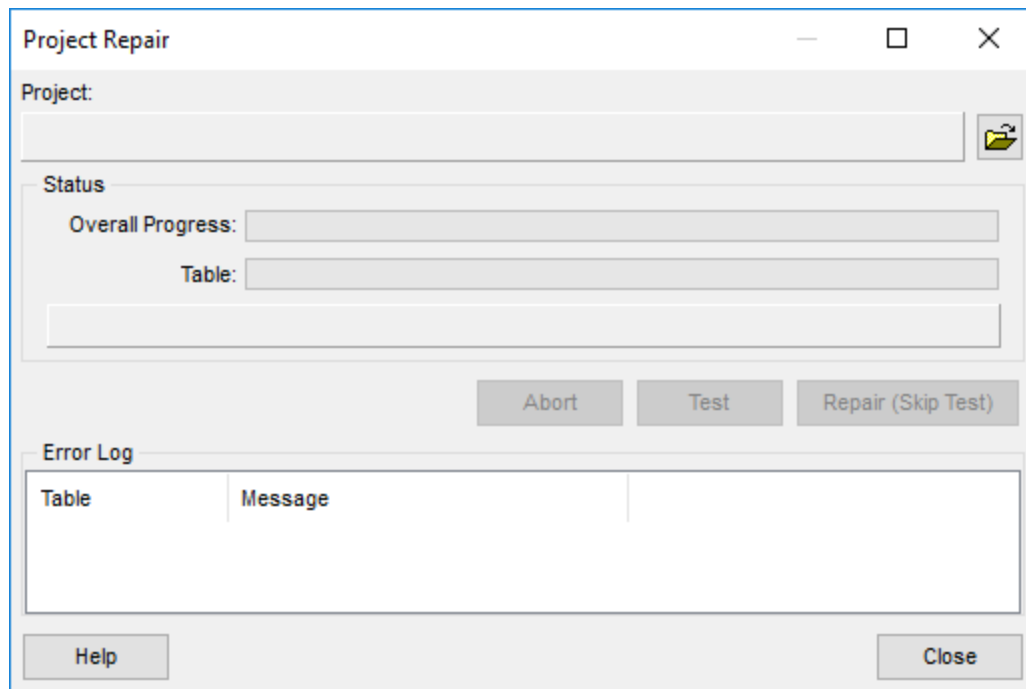 Project Repair
Project:
Status
Overall Progress:
Table:
Abort Test Repair (Skip Test)
Error Log
Table Message
Help Close